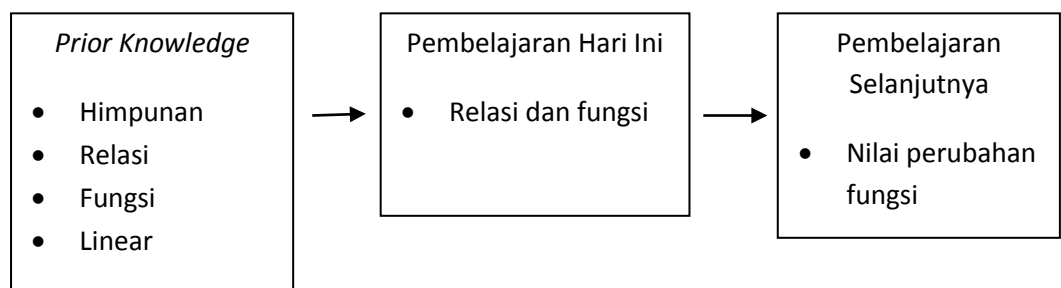 Prior Knowledge
• Himpunan
• Relasi
• Fungsi
• Linear
Pembelajaran Hari Ini
• Relasi dan fungsi
Pembelajaran
Selanjutnya
• Nilai perubahan
fungsi